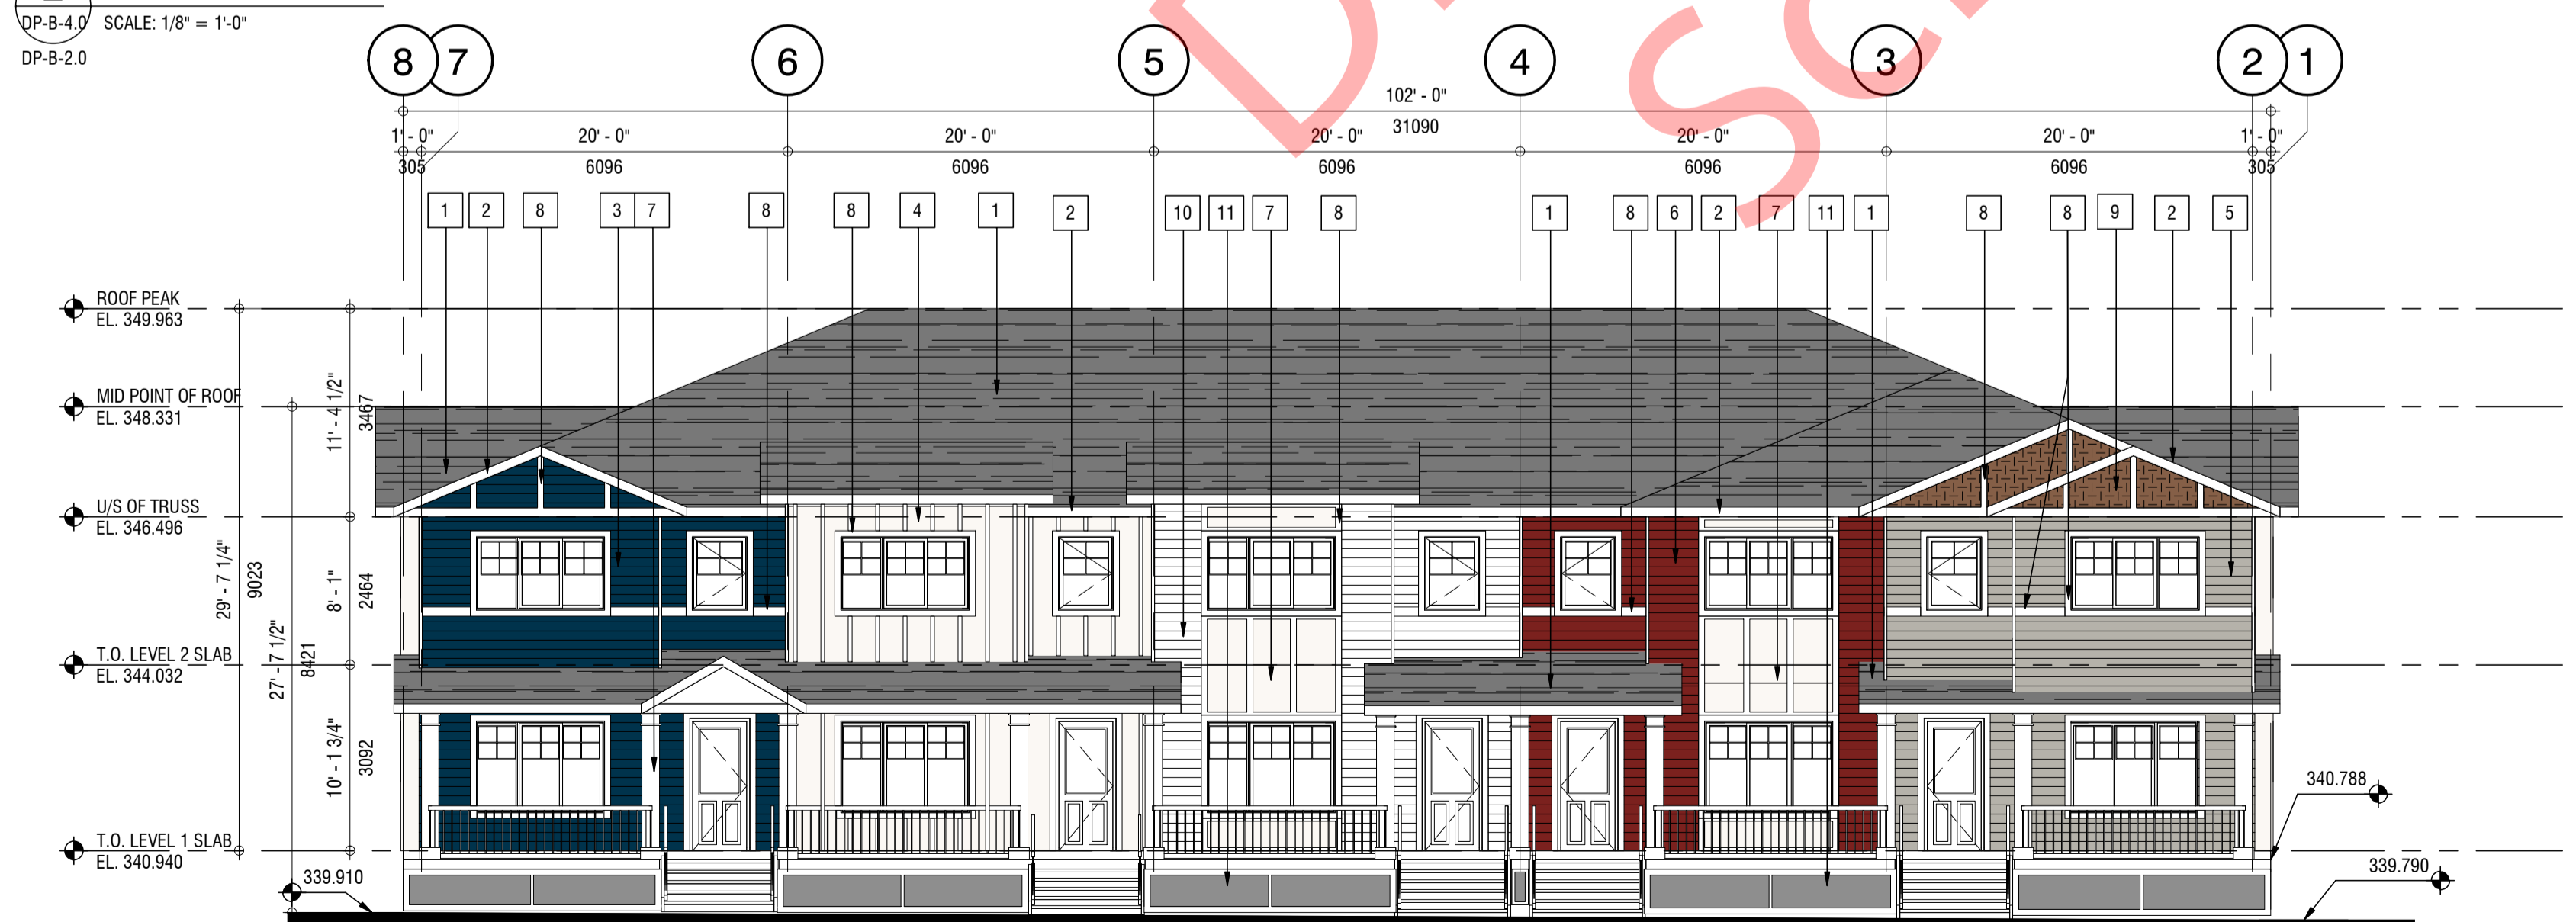 DP-B-4.0 SCALE: 1/8" = 1'-0"
DP-B-2.0
8 7 6 5 4 3 2 1
102' - 0"
31090
1' - 0" 20' - 0" 20' - 0" 20' - 0" 20' - 0" 20' - 0" 1' - 0"
305 6096 6096 6096 6096 6096 305
1 2 8 3 7 8 8 4 1 2 10 11 7 8 1 8 6 2 7 11 1 8 8 9 2 5
ROOF PEAK
EL. 349.963
MID POINT OF ROOF
EL. 348.331
U/S OF TRUSS
EL. 346.496
T.O. LEVEL 2 SLAB
EL. 344.032
T.O. LEVEL 1 SLAB
EL. 340.940
29' - 7 1/4"
9023
27' - 7 1/2"
8421
11' - 4 1/2"
3467
8' - 1"
2464
10' - 1 3/4"
3092
339.910
340.788
339.790